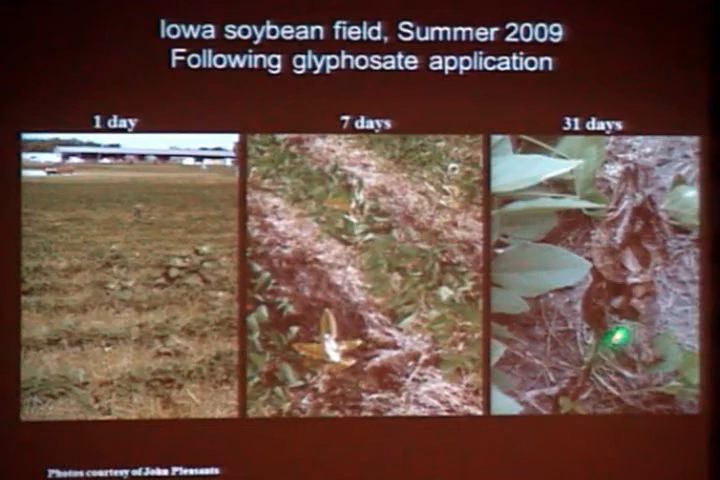 Iowa soybean field, Summer 2009
Following glyphosate application
1 day
7 days
31 days
Photos courtesy of John Pleasants